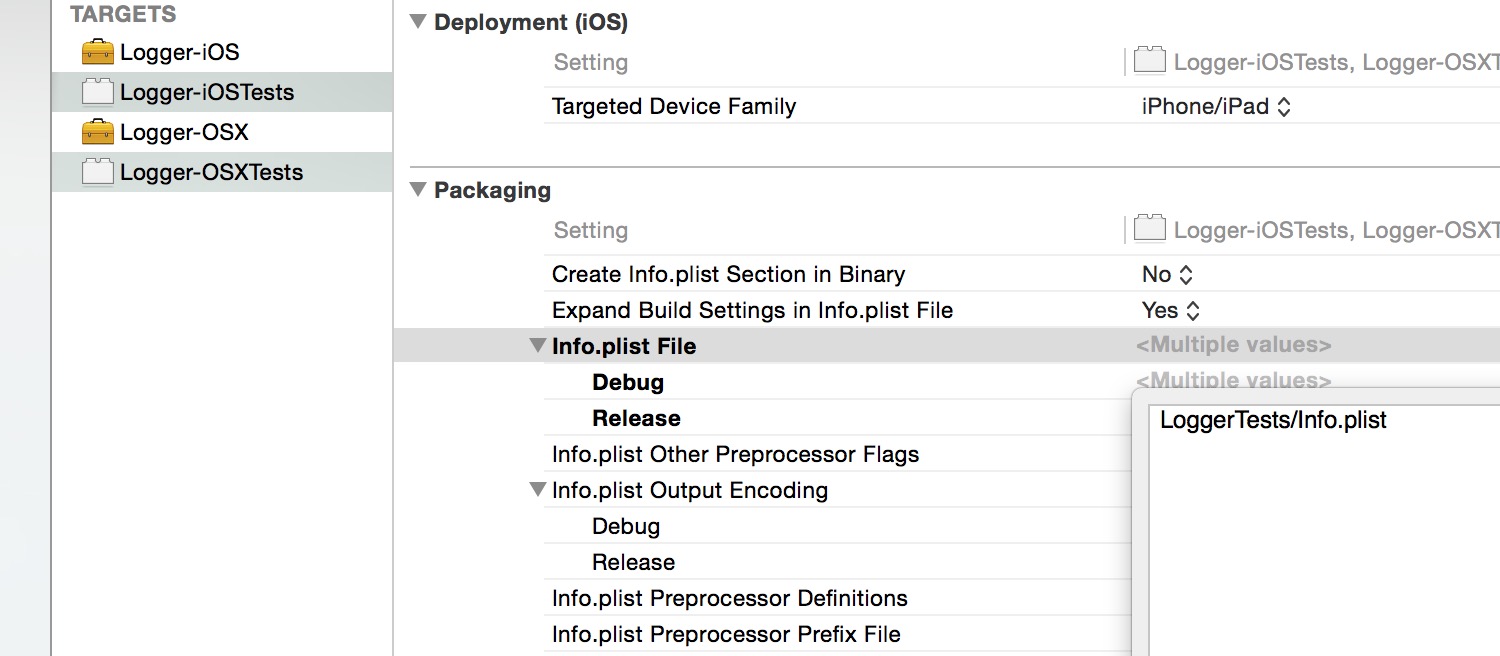 TARGETS
Logger-iOS
Logger-iOSTests
Logger-OSX
Logger-OSXTests
Deployment (iOS)
Setting
Logger-iOSTests, Logger-OSXT
Targeted Device Family
iPhone/iPad
Packaging
Setting
Logger-iOSTests, Logger-OSXT
Create Info.plist Section in Binary
No
Expand Build Settings in Info.plist File
Yes
Info.plist File
<Multiple values>
Debug
<Multiple values>
Release
LoggerTests/Info.plist
Info.plist Other Preprocessor Flags
Info.plist Output Encoding
Debug
Release
Info.plist Preprocessor Definitions
Info.plist Preprocessor Prefix File